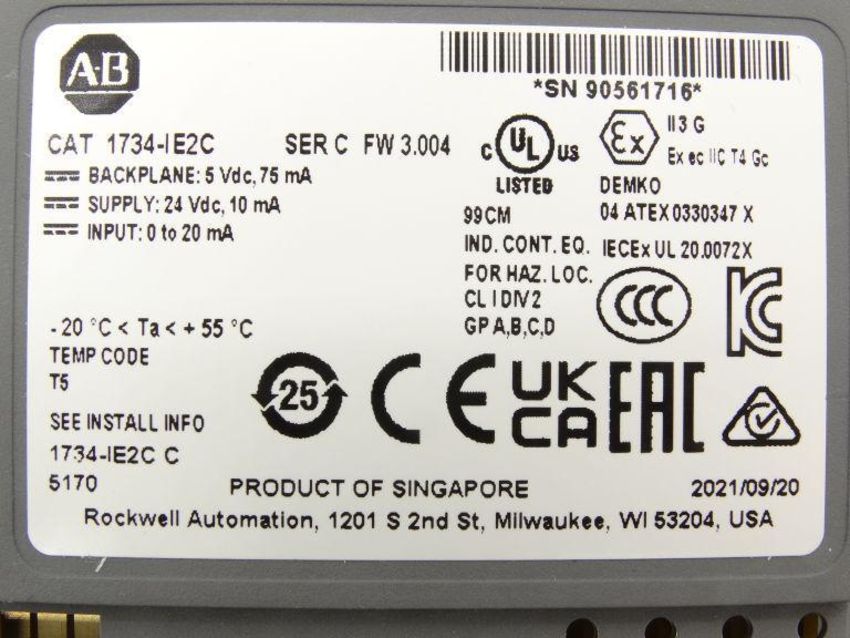 A-B
*SN 90561716*
CAT 1734-IE2C SER C FW 3.004
BACKPLANE: 5 Vdc, 75 mA
SUPPLY: 24 Vdc, 10 mA
INPUT: 0 to 20 mA
C UL US
LISTED
99CM
IND. CONT. EQ.
FOR HAZ. LOC.
CL I DIV 2
GP A,B,C,D
Ex II 3 G
Ex ec IIC T4 Gc
DEMKO
04 ATEX 0330347 X
IECEx UL 20.0072X
CCC
KC
-20 °C < Ta < + 55 °C
TEMP CODE
T5
25
CE
UK
CA
EAC
SEE INSTALL INFO
1734-IE2C C
5170
PRODUCT OF SINGAPORE
2021/09/20
Rockwell Automation, 1201 S 2nd St, Milwaukee, WI 53204, USA